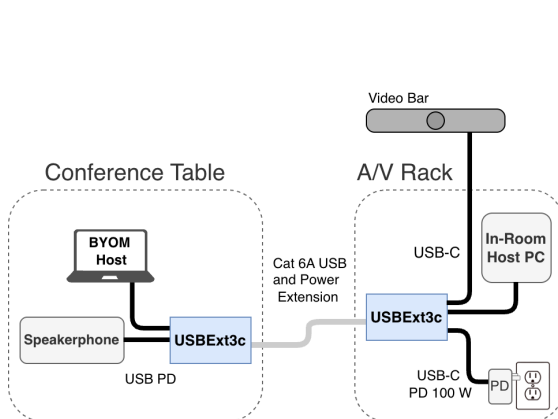 Video Bar
Conference Table
A/V Rack
BYOM
Host
Cat 6A USB
and Power
Extension
USB-C
In-Room
Host PC
Speakerphone
USBExt3c
USBExt3c
USB PD
USB-C
PD 100 W
PD